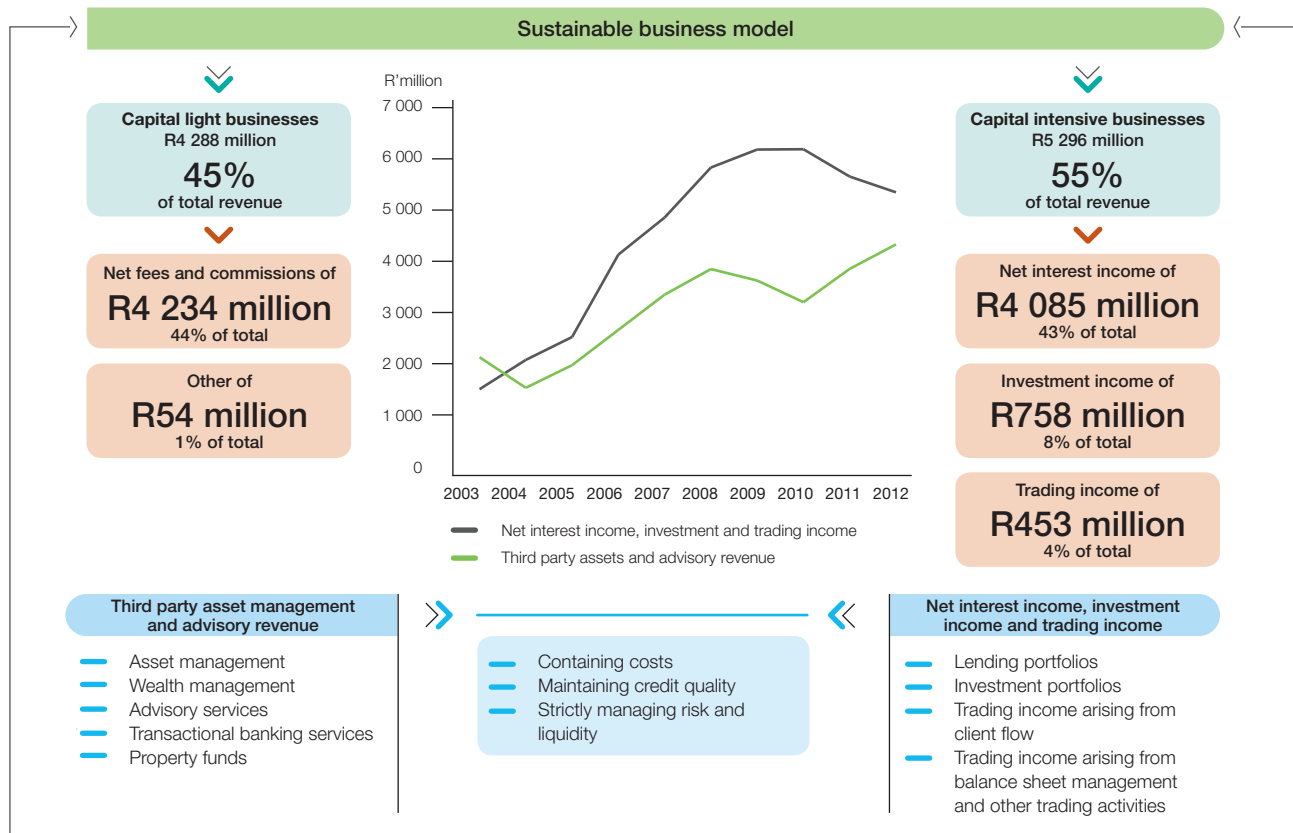 Sustainable business model
Capital light businesses
R4 288 million
45%
of total revenue
Net fees and commissions of
R4 234 million
44% of total
Other of
R54 million
1% of total
R'million
7 000
6 000
5 000
4 000
3 000
2 000
1 000
0
2003 2004 2005 2006 2007 2008 2009 2010 2011 2012
Net interest income, investment and trading income
Third party assets and advisory revenue
Capital intensive businesses
R5 296 million
55%
of total revenue
Net interest income of
R4 085 million
43% of total
Investment income of
R758 million
8% of total
Trading income of
R453 million
4% of total
Third party asset management
and advisory revenue
Asset management
Wealth management
Advisory services
Transactional banking services
Property funds
Containing costs
Maintaining credit quality
Strictly managing risk and
liquidity
Net interest income, investment
income and trading income
Lending portfolios
Investment portfolios
Trading income arising from
client flow
Trading income arising from
balance sheet management
and other trading activities